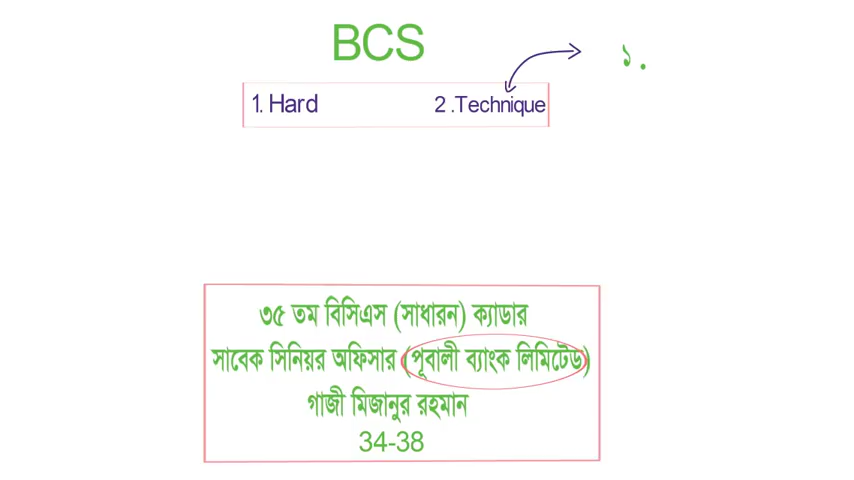 BCS
১.
1. Hard 2 .Technique
৩৫ তম বিসিএস (সাধারন) ক্যাডার
সাবেক সিনিয়র অফিসার (পূবালী ব্যাংক লিমিটেড)
গাজী মিজানুর রহমান
34-38